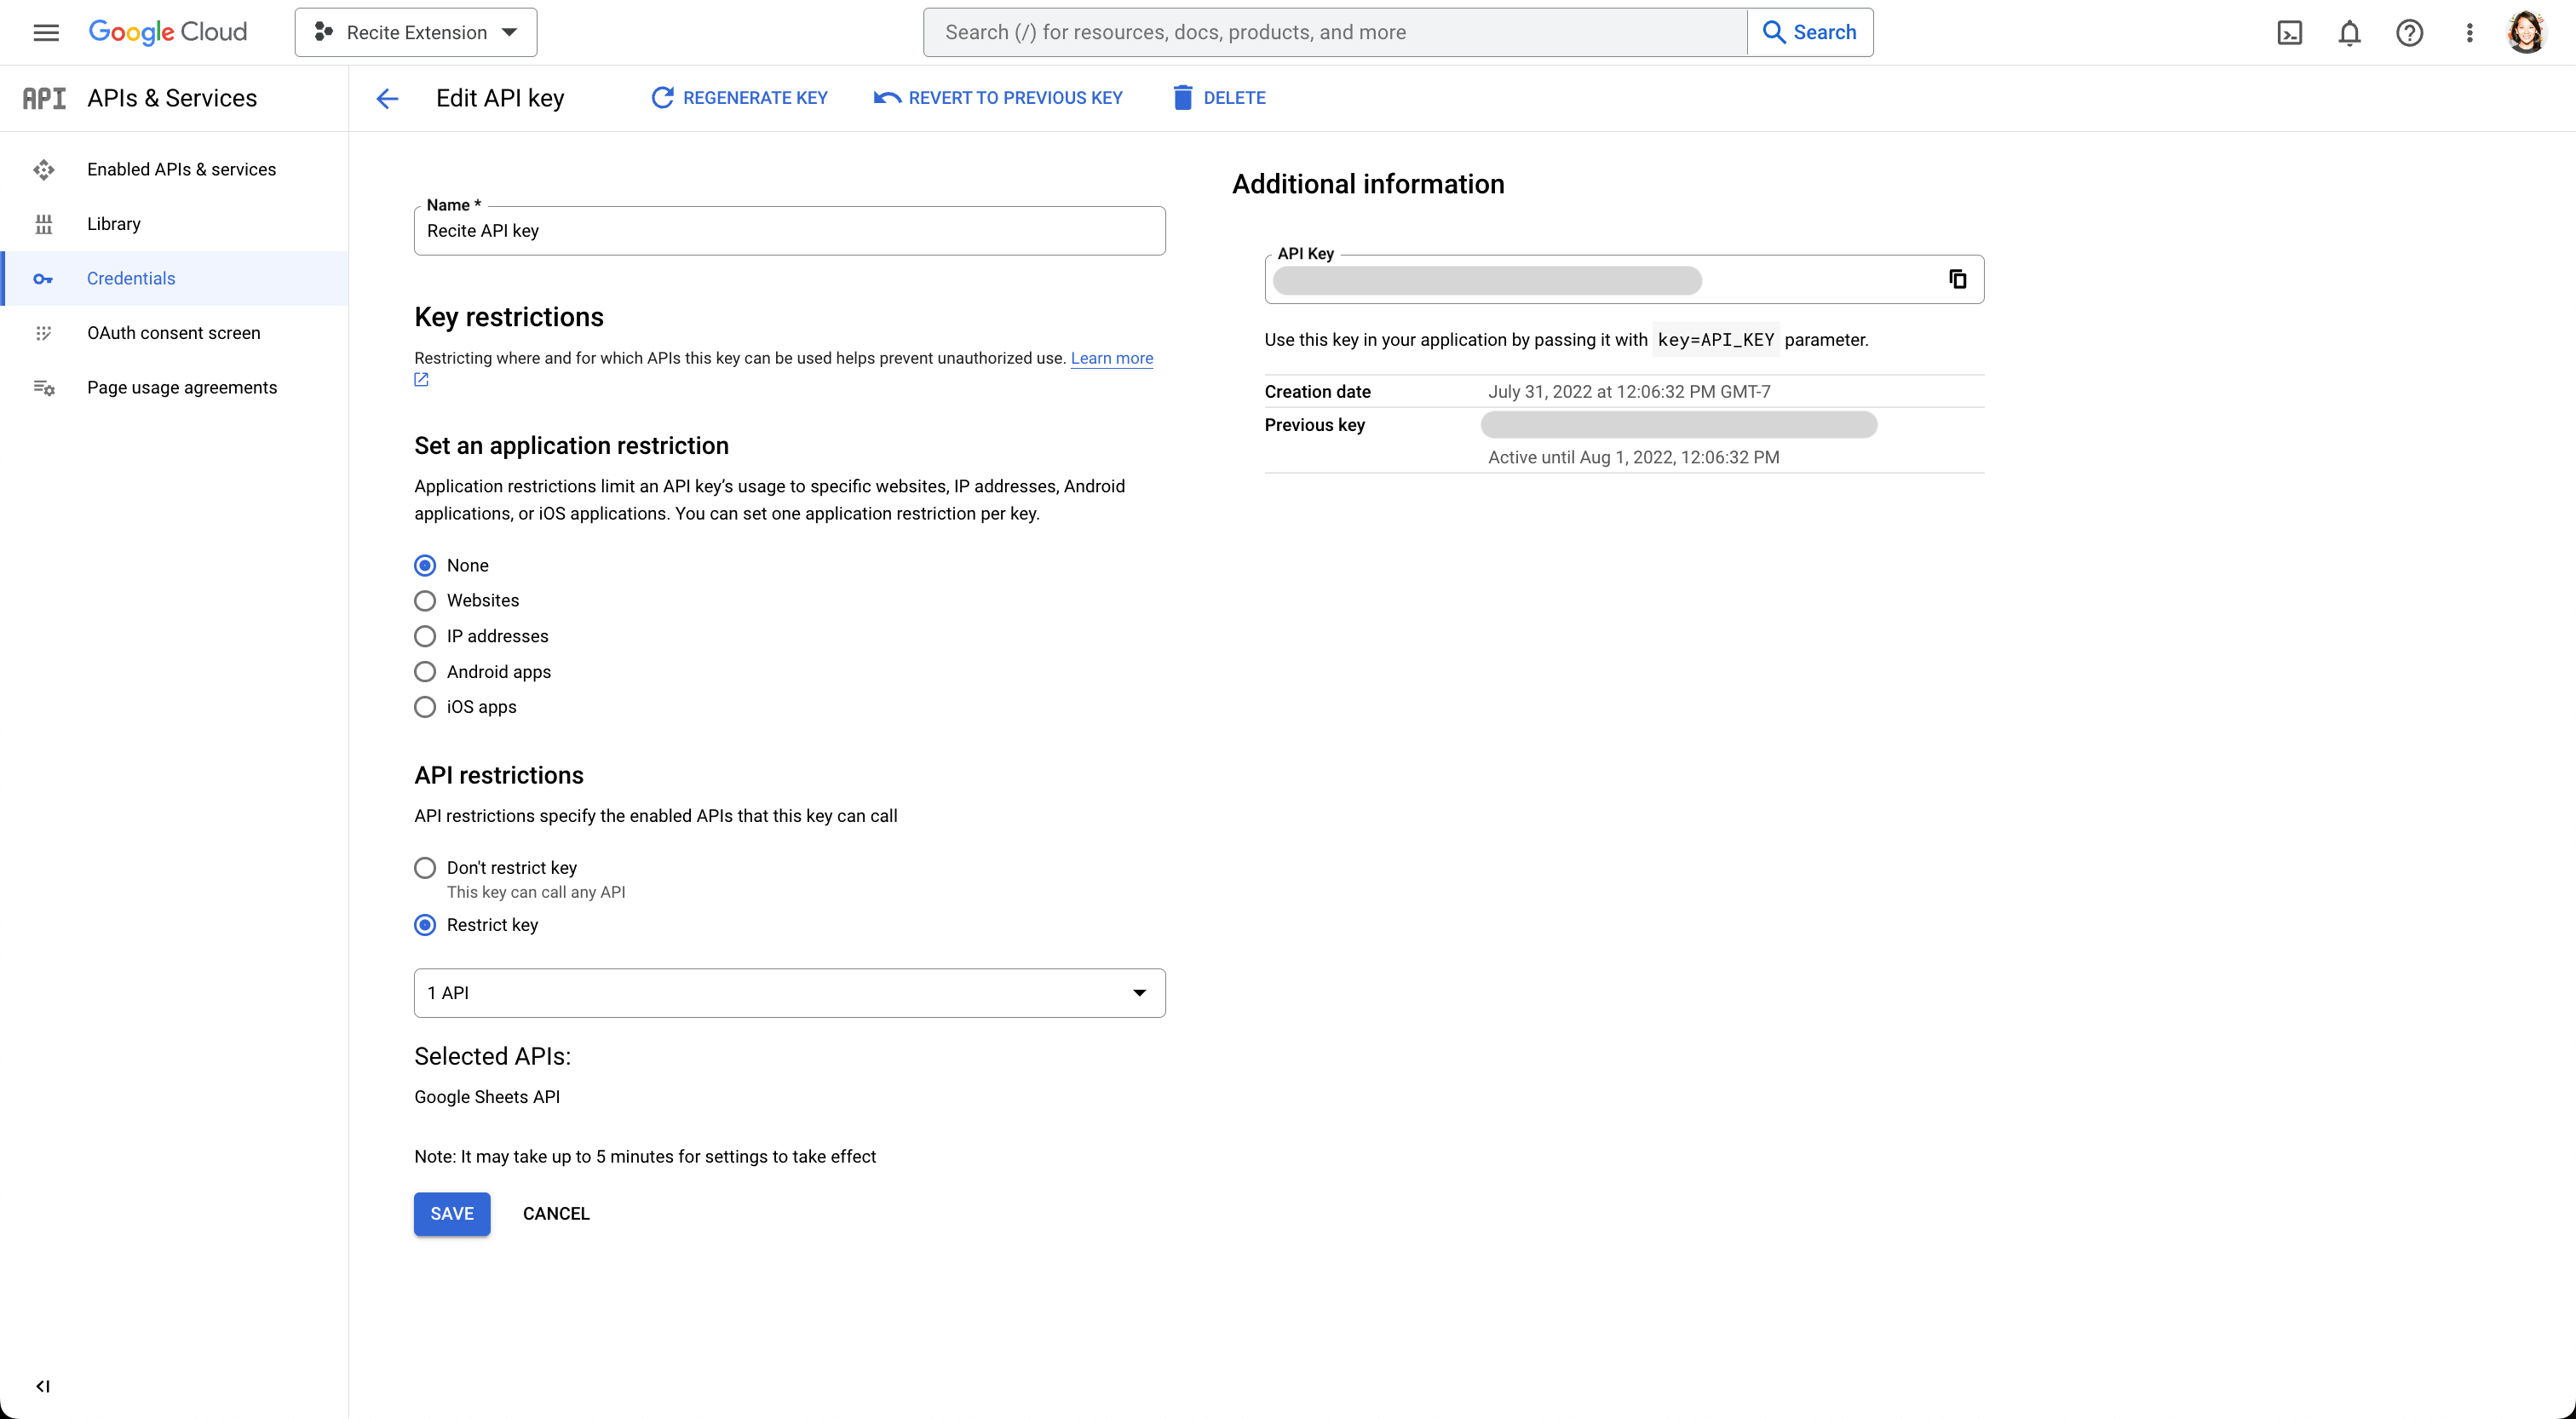 Google Cloud
Recite Extension
Search (/) for resources, docs, products, and more
Search
API
APIs & Services
Edit API key
REGENERATE KEY
REVERT TO PREVIOUS KEY
DELETE
Enabled APIs & services
Library
Credentials
OAuth consent screen
Page usage agreements
Name *
Recite API key
Key restrictions
Restricting where and for which APIs this key can be used helps prevent unauthorized use. Learn more
Set an application restriction
Application restrictions limit an API key’s usage to specific websites, IP addresses, Android
applications, or iOS applications. You can set one application restriction per key.
None
Websites
IP addresses
Android apps
iOS apps
API restrictions
API restrictions specify the enabled APIs that this key can call
Don't restrict key
This key can call any API
Restrict key
1 API
Selected APIs:
Google Sheets API
Note: It may take up to 5 minutes for settings to take effect
SAVE
CANCEL
Additional information
API Key
Use this key in your application by passing it with key=API_KEY parameter.
Creation date July 31, 2022 at 12:06:32 PM GMT-7
Previous key
Active until Aug 1, 2022, 12:06:32 PM